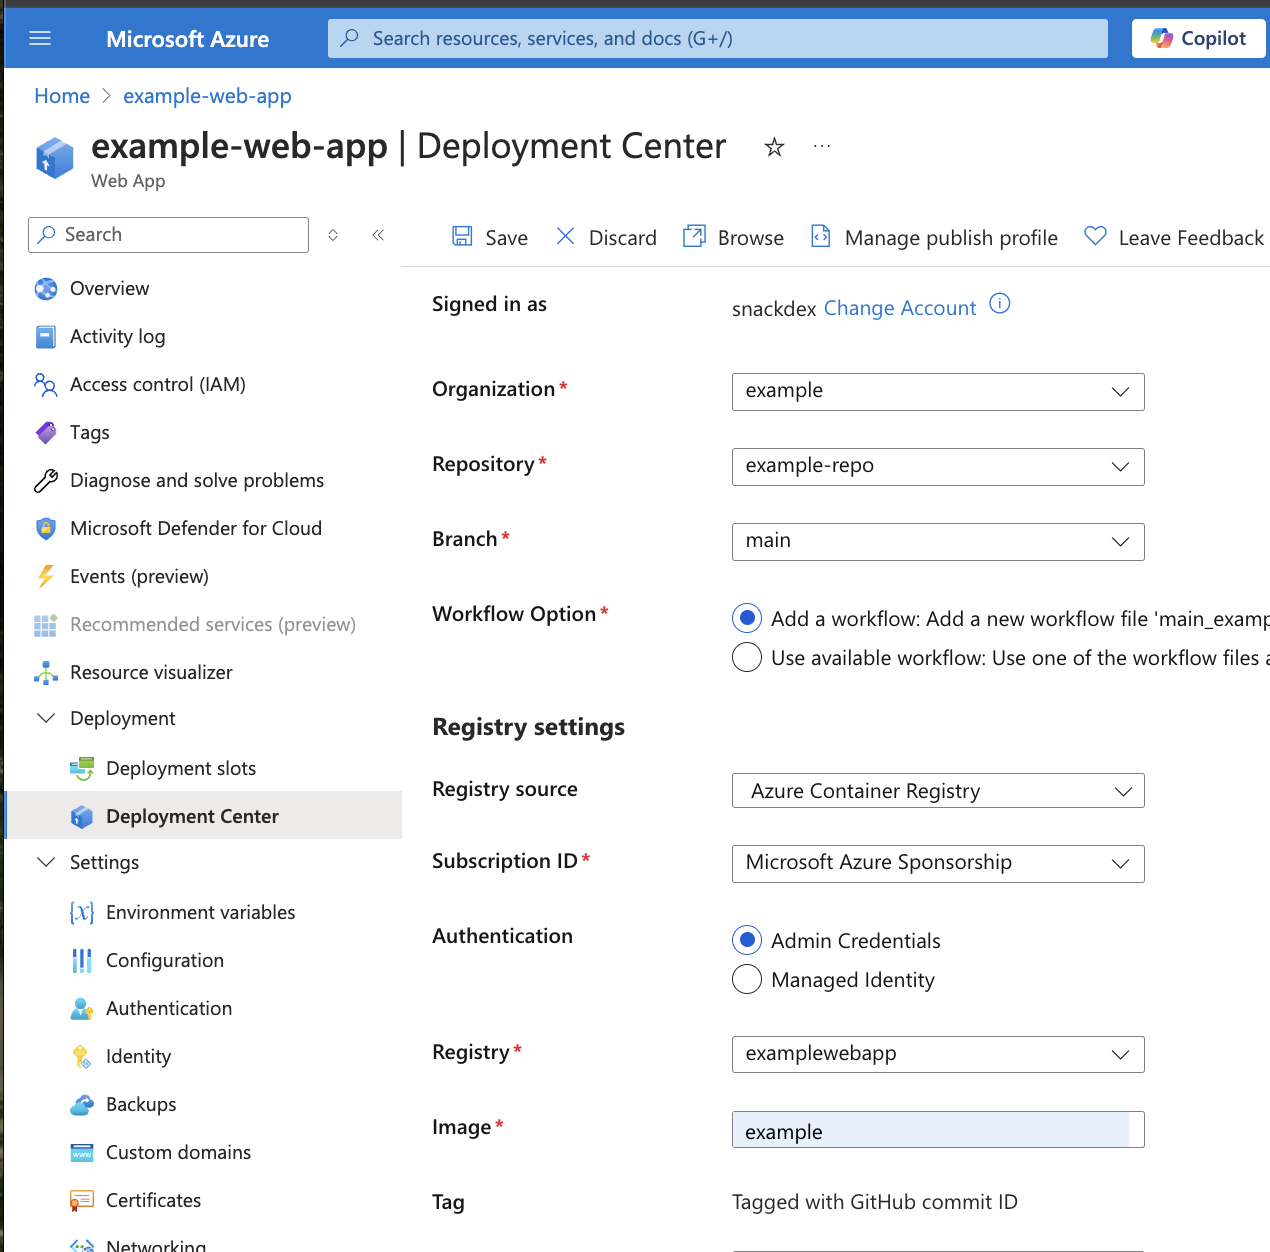 Microsoft Azure
Search resources, services, and docs (G+/)
Copilot
Home > example-web-app
example-web-app | Deployment Center
Web App
Search
Save
Discard
Browse
Manage publish profile
Leave Feedback
Overview
Activity log
Access control (IAM)
Tags
Diagnose and solve problems
Microsoft Defender for Cloud
Events (preview)
Recommended services (preview)
Resource visualizer
Deployment
Deployment slots
Deployment Center
Settings
Environment variables
Configuration
Authentication
Identity
Backups
Custom domains
Certificates
Networking
Signed in as
snackdex Change Account
Organization*
example
Repository*
example-repo
Branch*
main
Workflow Option*
Add a workflow: Add a new workflow file 'main_examp
Use available workflow: Use one of the workflow files
Registry settings
Registry source
Azure Container Registry
Subscription ID*
Microsoft Azure Sponsorship
Authentication
Admin Credentials
Managed Identity
Registry*
examplewebapp
Image*
example
Tag
Tagged with GitHub commit ID